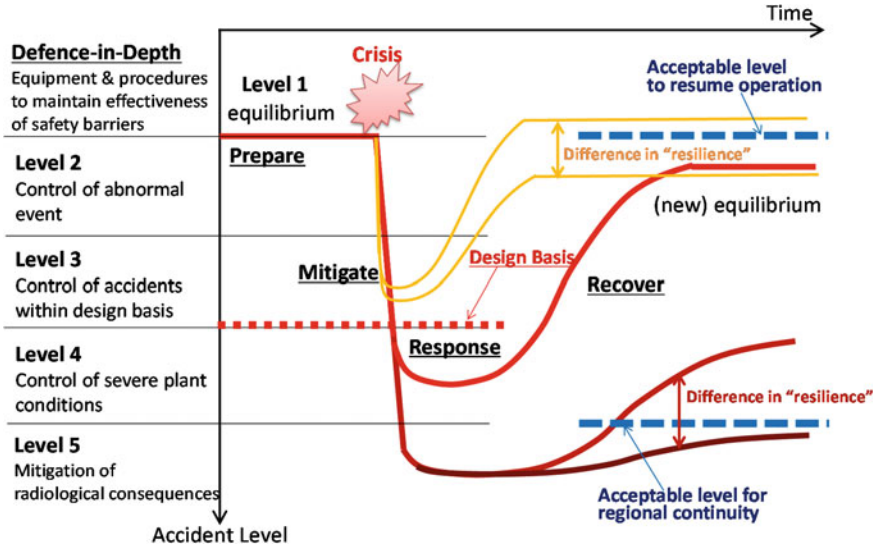 Time
Defence-in-Depth
Equipment & procedures
to maintain effectiveness
of safety barriers
Level 1
equilibrium
Crisis
Acceptable level
to resume operation
Prepare
Difference in “resilience”
Level 2
Control of abnormal
event
(new) equilibrium
Level 3
Control of accidents
within design basis
Mitigate
Design Basis
Recover
Response
Level 4
Control of severe plant
conditions
Difference in “resilience”
Level 5
Mitigation of
radiological consequences
Acceptable level for
regional continuity
Accident Level